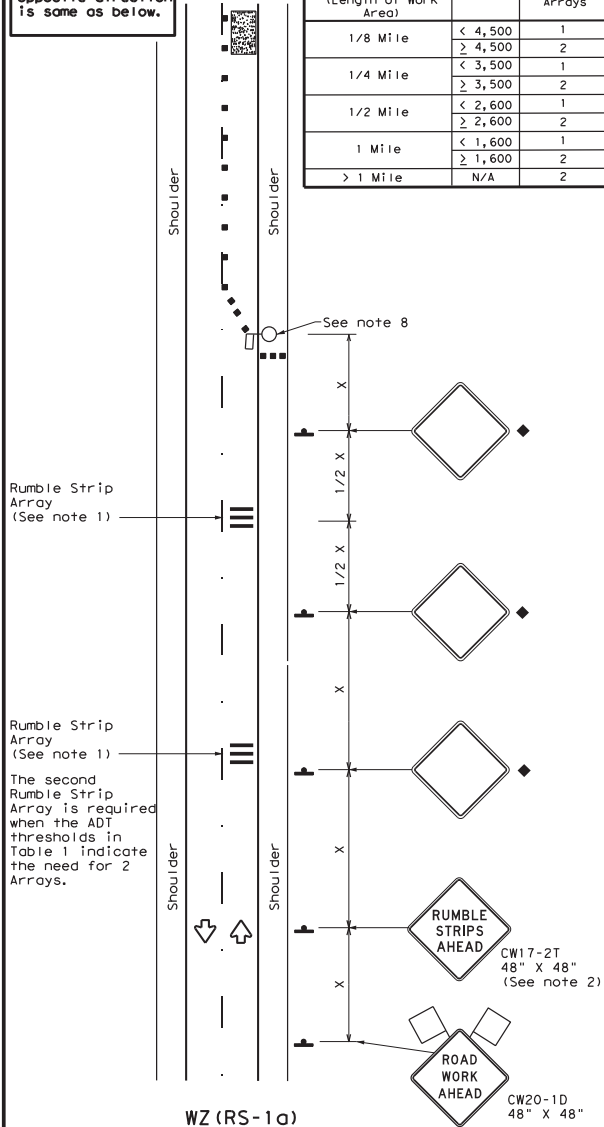 opposite direction
is same as below.
(Length of Work
Area)
Arrays
1/8 Mile
< 4,500
1
≥ 4,500
2
1/4 Mile
< 3,500
1
≥ 3,500
2
1/2 Mile
< 2,600
1
≥ 2,600
2
1 Mile
< 1,600
1
≥ 1,600
2
> 1 Mile
N/A
2
Shoulder
Shoulder
See note 8
X
1/2 X
Rumble Strip
Array
(See note 1)
1/2 X
X
Rumble Strip
Array
(See note 1)
The second
Rumble Strip
Array is required
when the ADT
thresholds in
Table 1 indicate
the need for 2
Arrays.
X
Shoulder
Shoulder
RUMBLE
STRIPS
AHEAD
CW17-2T
48" X 48"
(See note 2)
X
ROAD
WORK
AHEAD
CW20-1D
48" X 48"
WZ(RS-1a)